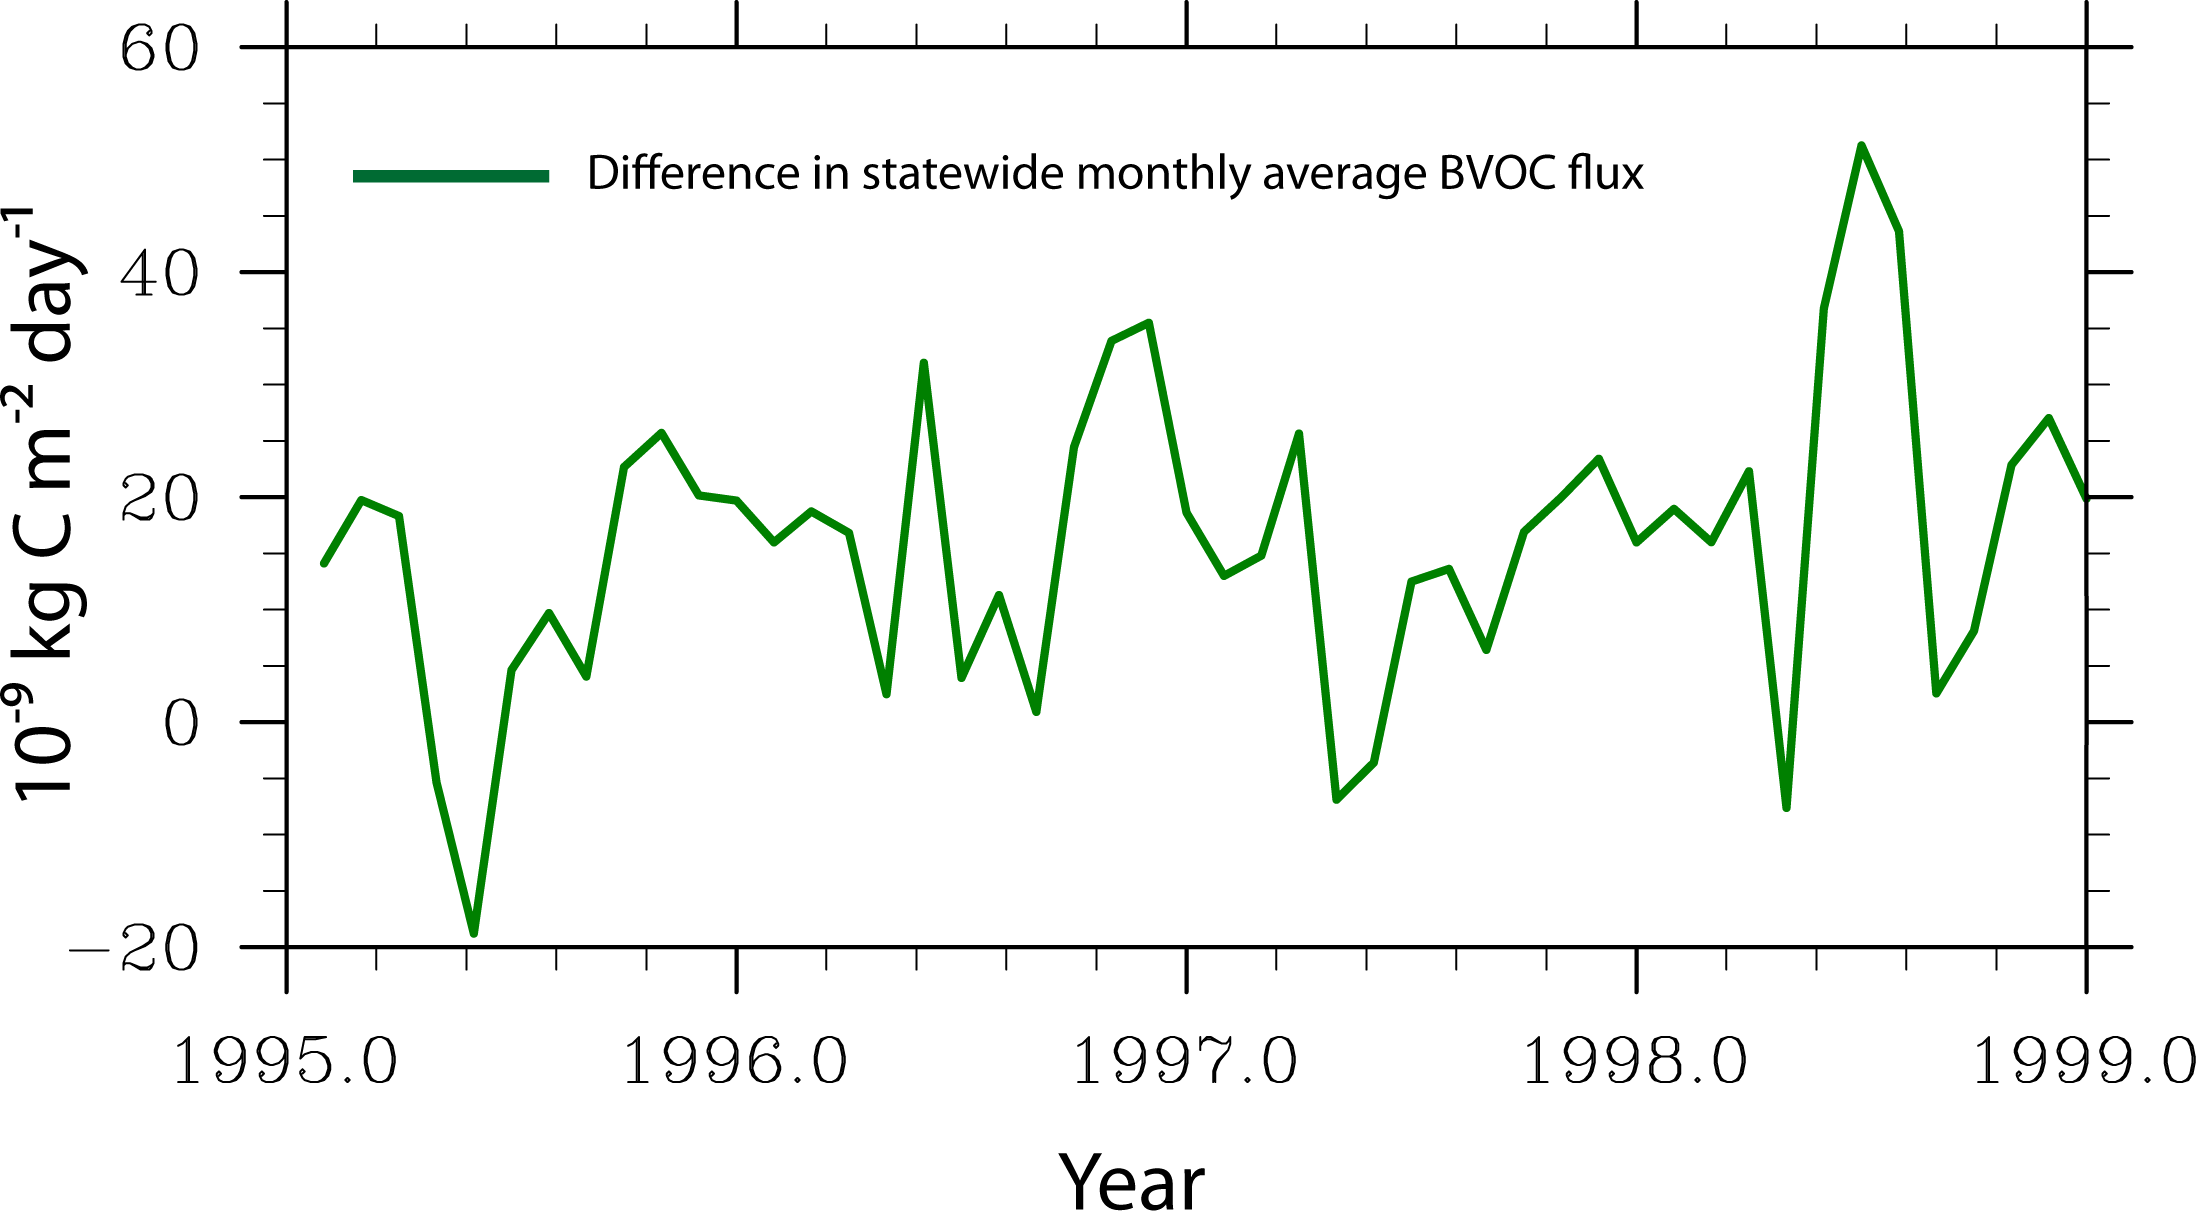 60
Difference in statewide monthly average BVOC flux
40
20
0
−20
10⁻⁹ kg C m⁻² day⁻¹
1995.0 1996.0 1997.0 1998.0 1999.0
Year